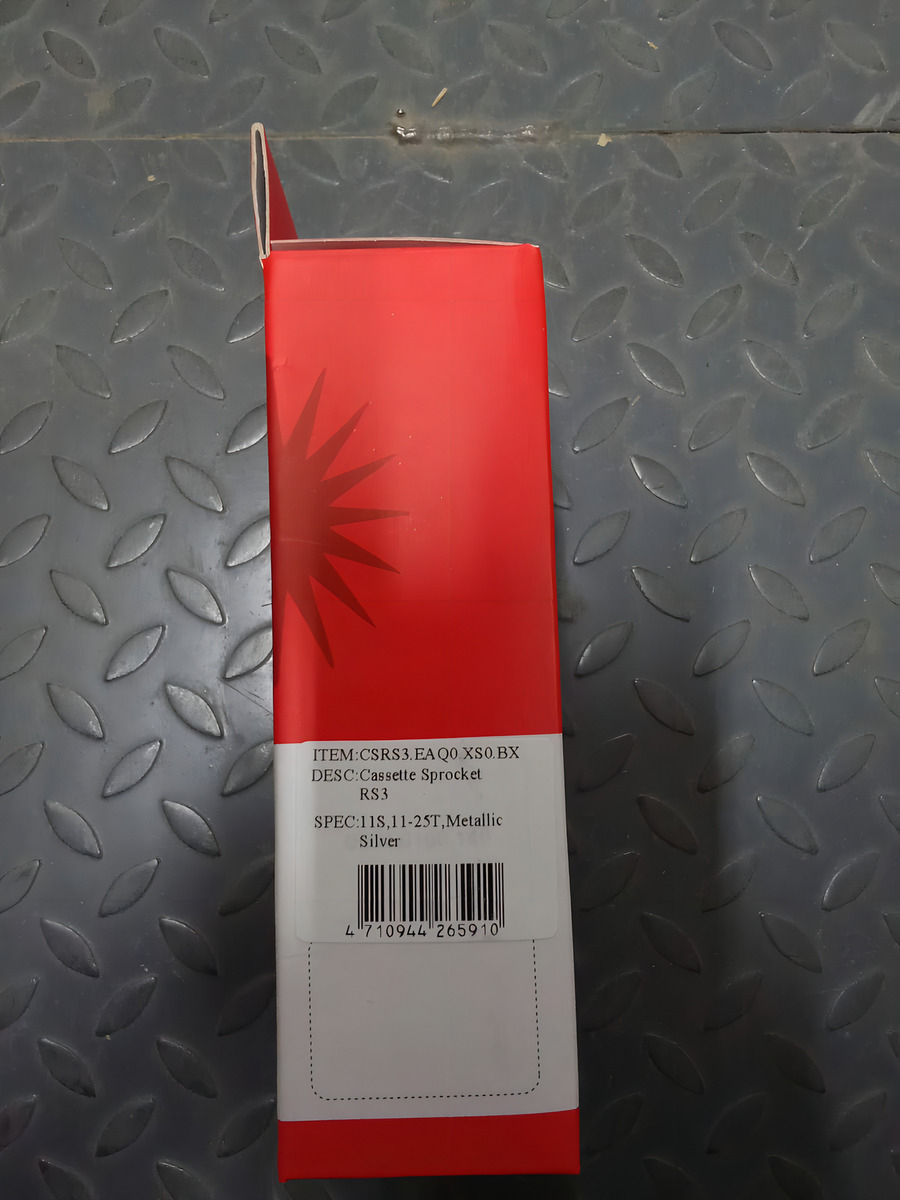 ITEM:CSRS3.EAQ0.XS0.BX
DESC:Cassette Sprocket
RS3
SPEC:11S,11-25T,Metallic
Silver
4 710944 265910